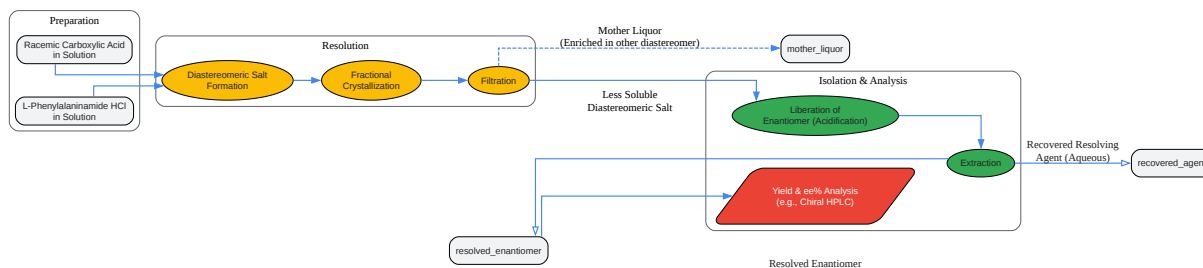 Preparation
Racemic Carboxylic Acid
in Solution
L-Phenylalaninamide HCl
in Solution
Resolution
Diastereomeric Salt
Formation
Fractional
Crystallization
Filtration
Mother Liquor
(Enriched in other diastereomer)
mother_liquor
Less Soluble
Diastereomeric Salt
Isolation & Analysis
Liberation of
Enantiomer (Acidification)
Extraction
Recovered Resolving
Agent (Aqueous)
recovered_agent
Yield & ee% Analysis
(e.g., Chiral HPLC)
resolved_enantiomer
Resolved Enantiomer